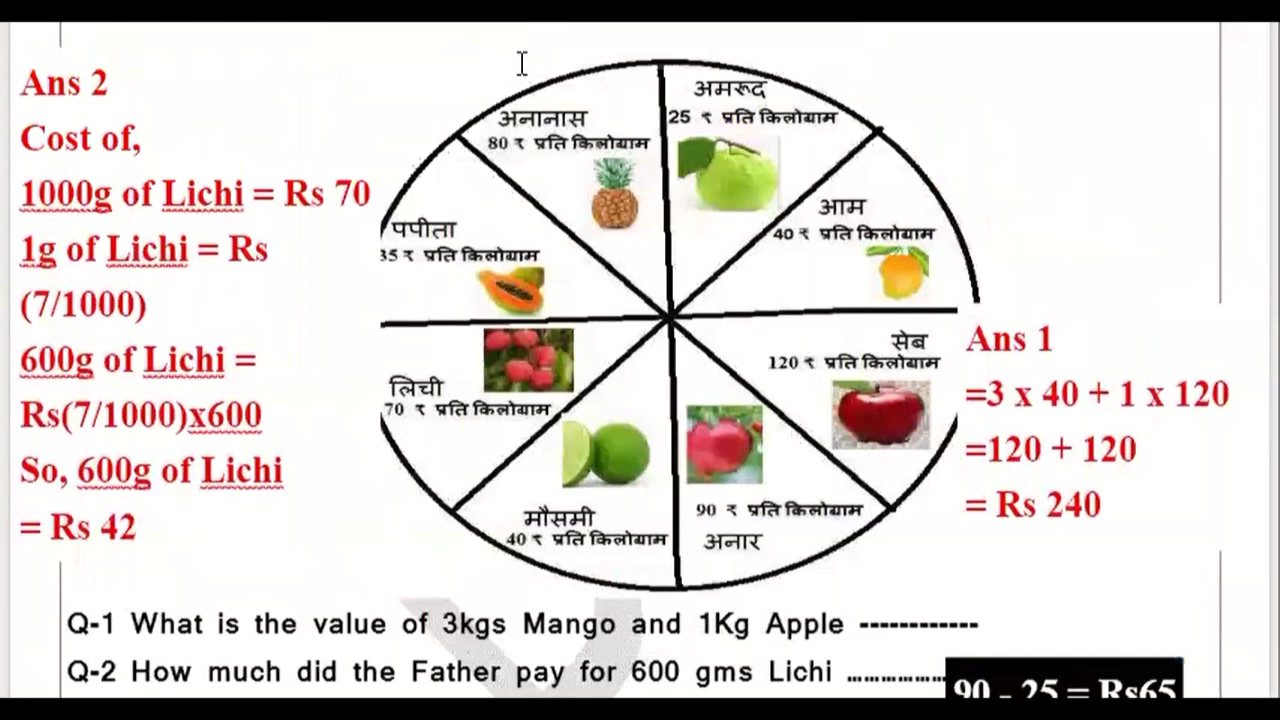 Ans 2
Cost of,
1000g of Lichi = Rs 70
1g of Lichi = Rs
(7/1000)
600g of Lichi =
Rs(7/1000)x600
So, 600g of Lichi
= Rs 42
अनानास
80 ₹ प्रति किलोग्राम
अमरूद
25 ₹ प्रति किलोग्राम
पपीता
35 ₹ प्रति किलोग्राम
आम
40 ₹ प्रति किलोग्राम
लिची
70 ₹ प्रति किलोग्राम
सेब
120 ₹ प्रति किलोग्राम
मौसमी
40 ₹ प्रति किलोग्राम
90 ₹ प्रति किलोग्राम
अनार
Ans 1
=3 x 40 + 1 x 120
=120 + 120
= Rs 240
Q-1 What is the value of 3kgs Mango and 1Kg Apple ------------
Q-2 How much did the Father pay for 600 gms Lichi ..................
90 - 25 = Rs65